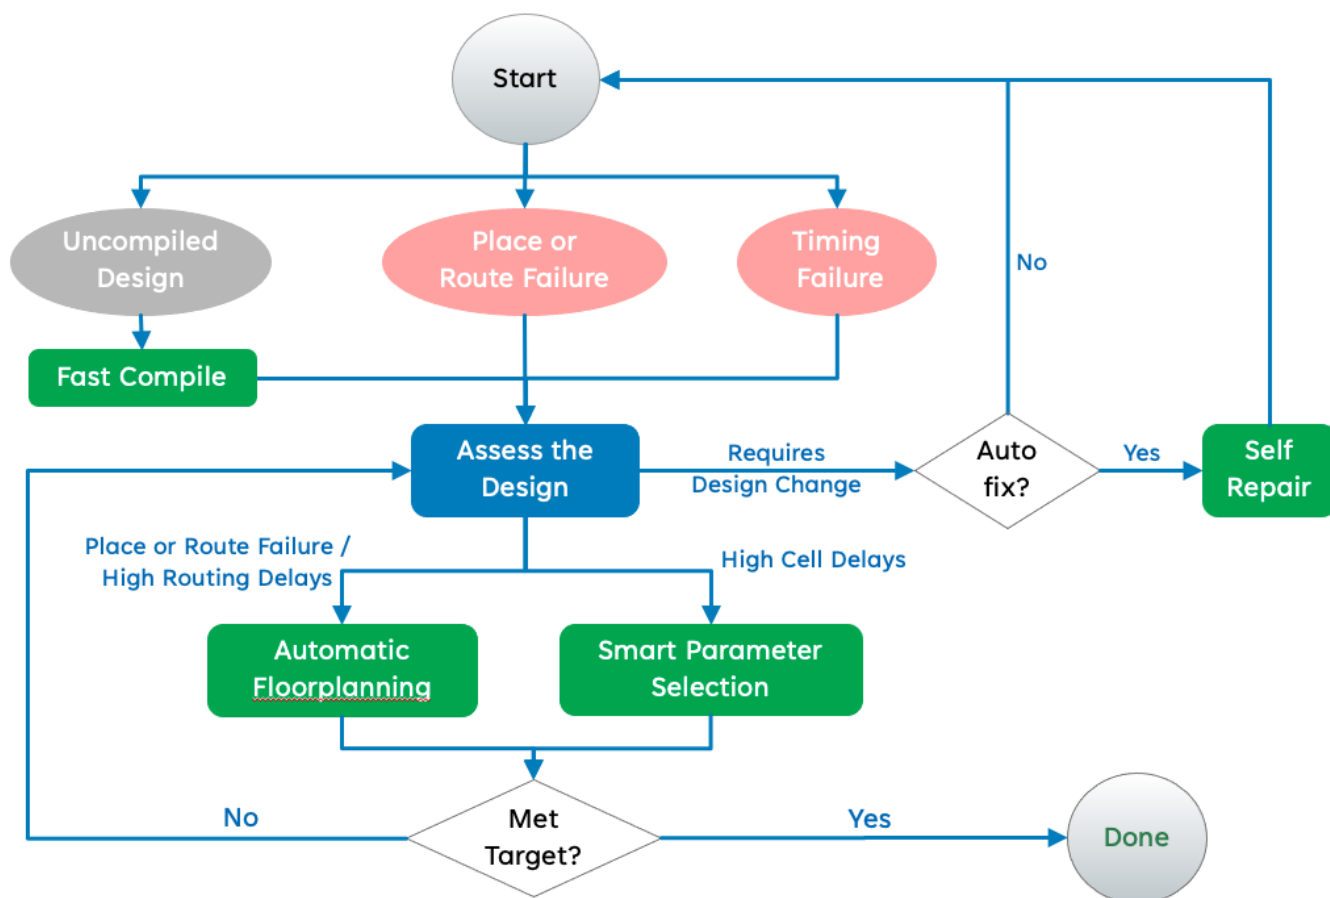 Start
Uncompiled
Design
Place or
Route Failure
Timing
Failure
No
Fast Compile
Assess the
Design
Requires
Design Change
Auto
fix?
Yes
Self
Repair
Place or Route Failure /
High Routing Delays
High Cell Delays
Automatic
Floorplanning
Smart Parameter
Selection
No
Met
Target?
Yes
Done